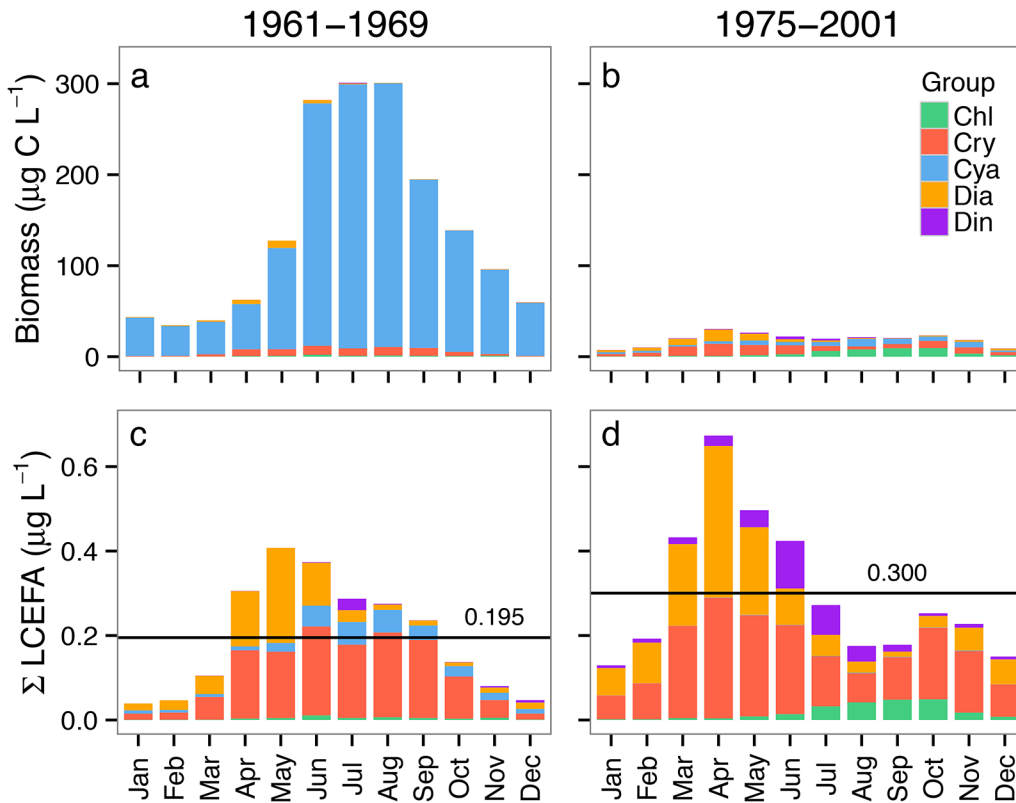 1961−1969
1975−2001
a
b
Biomass (µg C L⁻¹)
300
200
100
0
Group
Chl
Cry
Cya
Dia
Din
c
d
Σ LCEFA (µg L⁻¹)
0.6
0.4
0.2
0.0
0.195
0.300
Jan
Feb
Mar
Apr
May
Jun
Jul
Aug
Sep
Oct
Nov
Dec
Jan
Feb
Mar
Apr
May
Jun
Jul
Aug
Sep
Oct
Nov
Dec